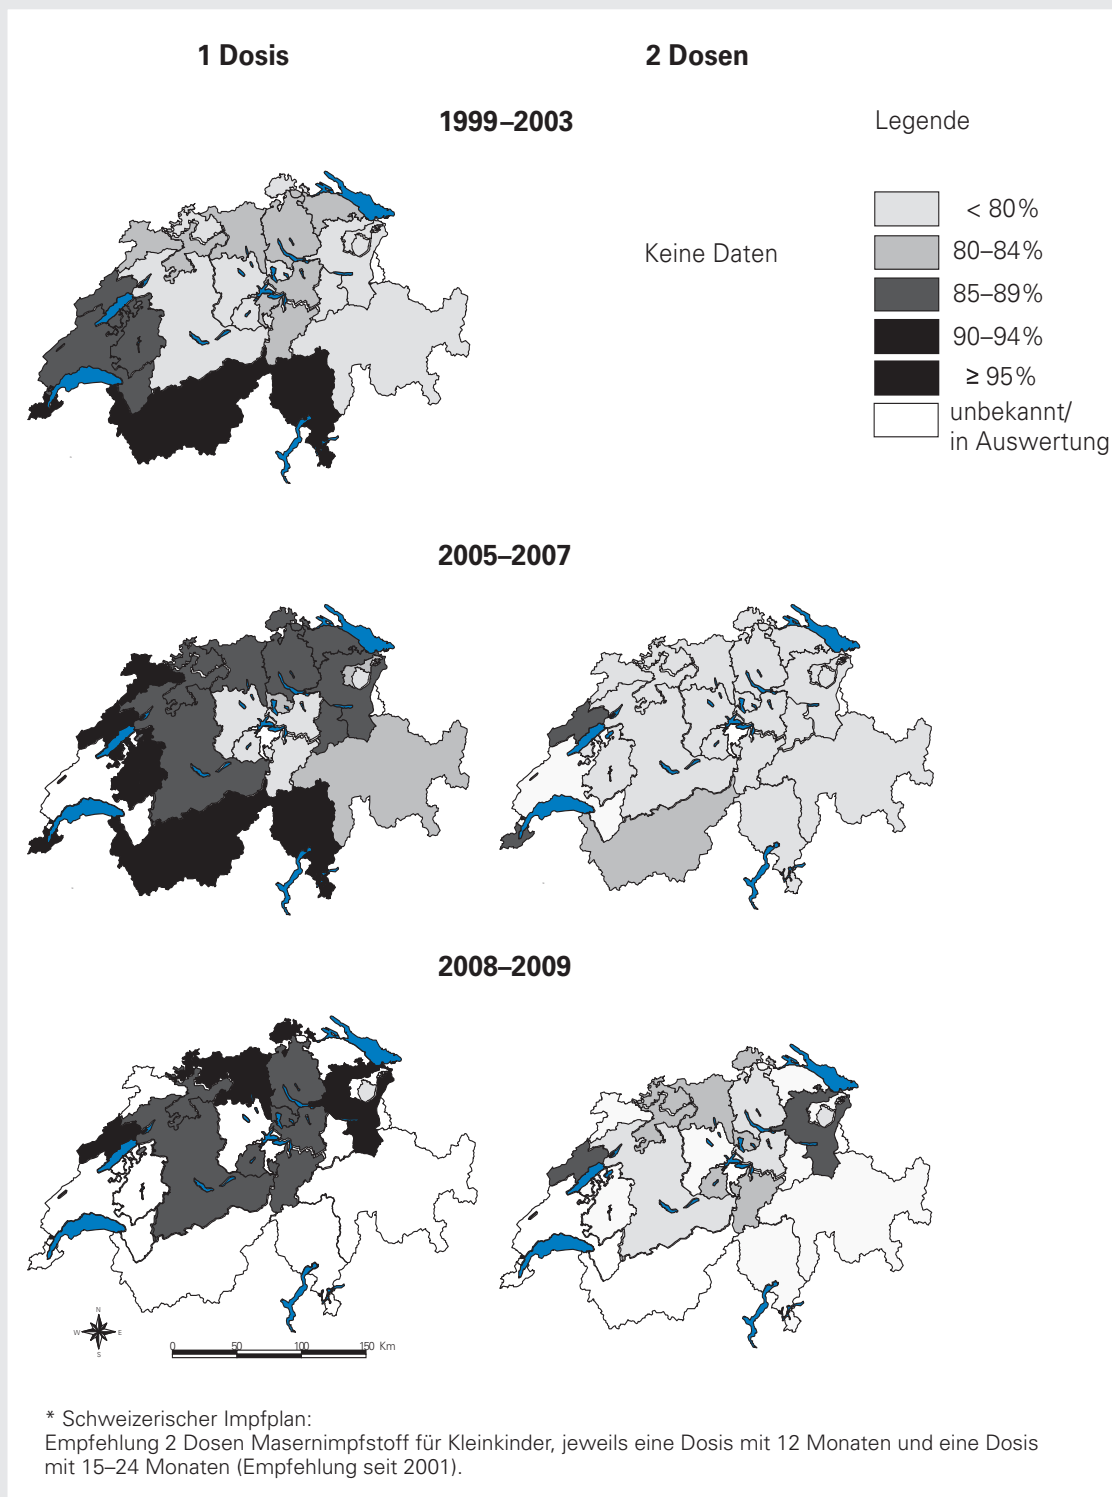 1 Dosis
2 Dosen
1999–2003
Legende
< 80%
Keine Daten
80–84%
85–89%
90–94%
≥ 95%
unbekannt/
in Auswertung
2005–2007
2008–2009
N
W E
S
0 50 100 150 Km
* Schweizerischer Impfplan:
Empfehlung 2 Dosen Masernimpfstoff für Kleinkinder, jeweils eine Dosis mit 12 Monaten und eine Dosis
mit 15–24 Monaten (Empfehlung seit 2001).